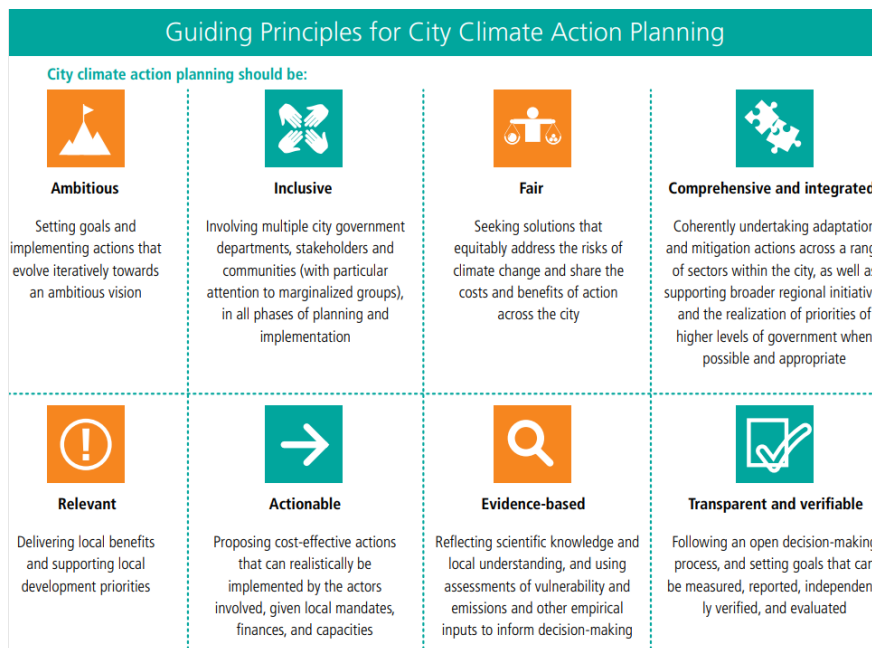 Guiding Principles for City Climate Action Planning
City climate action planning should be:
Ambitious
Setting goals and
implementing actions that
evolve iteratively towards
an ambitious vision
Inclusive
Involving multiple city government
departments, stakeholders and
communities (with particular
attention to marginalized groups),
in all phases of planning and
implementation
Fair
Seeking solutions that
equitably address the risks of
climate change and share the
costs and benefits of action
across the city
Comprehensive and integrated
Coherently undertaking adaptation
and mitigation actions across a rang
of sectors within the city, as well as
supporting broader regional initiativ
and the realization of priorities of
higher levels of government when
possible and appropriate
Relevant
Delivering local benefits
and supporting local
development priorities
Actionable
Proposing cost-effective actions
that can realistically be
implemented by the actors
involved, given local mandates,
finances, and capacities
Evidence-based
Reflecting scientific knowledge and
local understanding, and using
assessments of vulnerability and
emissions and other empirical
inputs to inform decision-making
Transparent and verifiable
Following an open decision-making
process, and setting goals that can
be measured, reported, independent-
ly verified, and evaluated